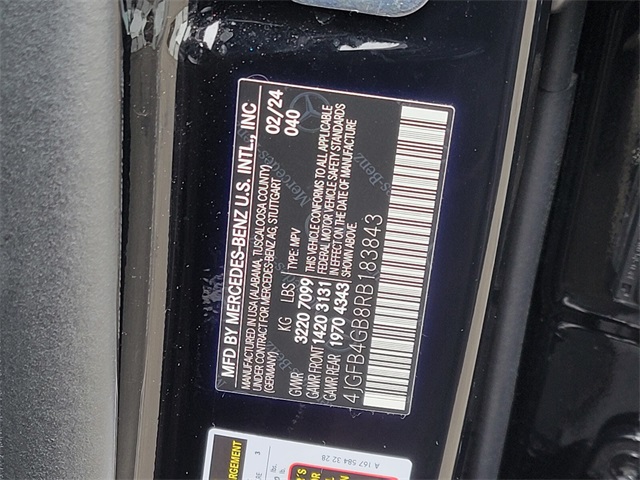 MFD BY MERCEDES-BENZ U.S. INTL., INC
MANUFACTURED IN USA (ALABAMA, TUSCALOOSA COUNTY)
UNDER CONTRACT FOR MERCEDES-BENZ AG, STUTTGART
(GERMANY)
02/24
040
KG LBS TYPE: MPV
GVWR 3220 7099
GAWR FRONT 1420 3131
GAWR REAR 1970 4343
THIS VEHICLE CONFORMS TO ALL APPLICABLE
FEDERAL MOTOR VEHICLE SAFETY STANDARDS
IN EFFECT ON THE DATE OF MANUFACTURE
SHOWN ABOVE.
4JGFB4GB8RB183843
Mercedes-Benz
A 167 584 32 28